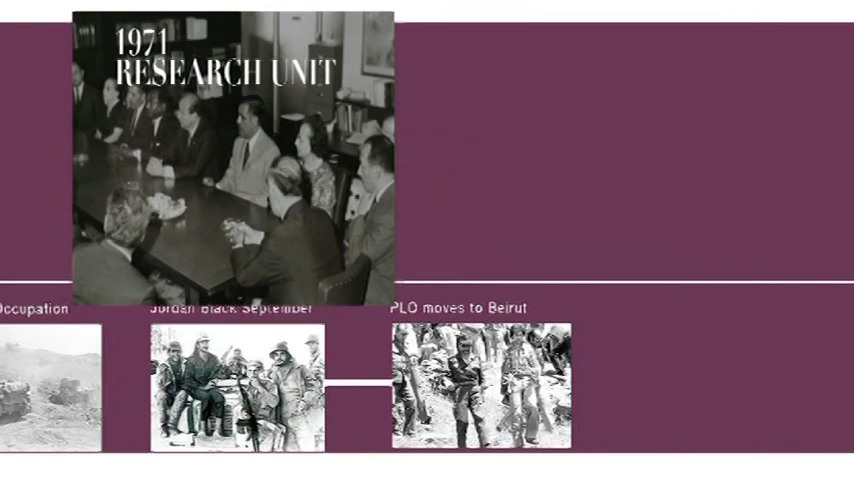 1971
RESEARCH UNIT
Occupation
Jordan Black September
PLO moves to Beirut